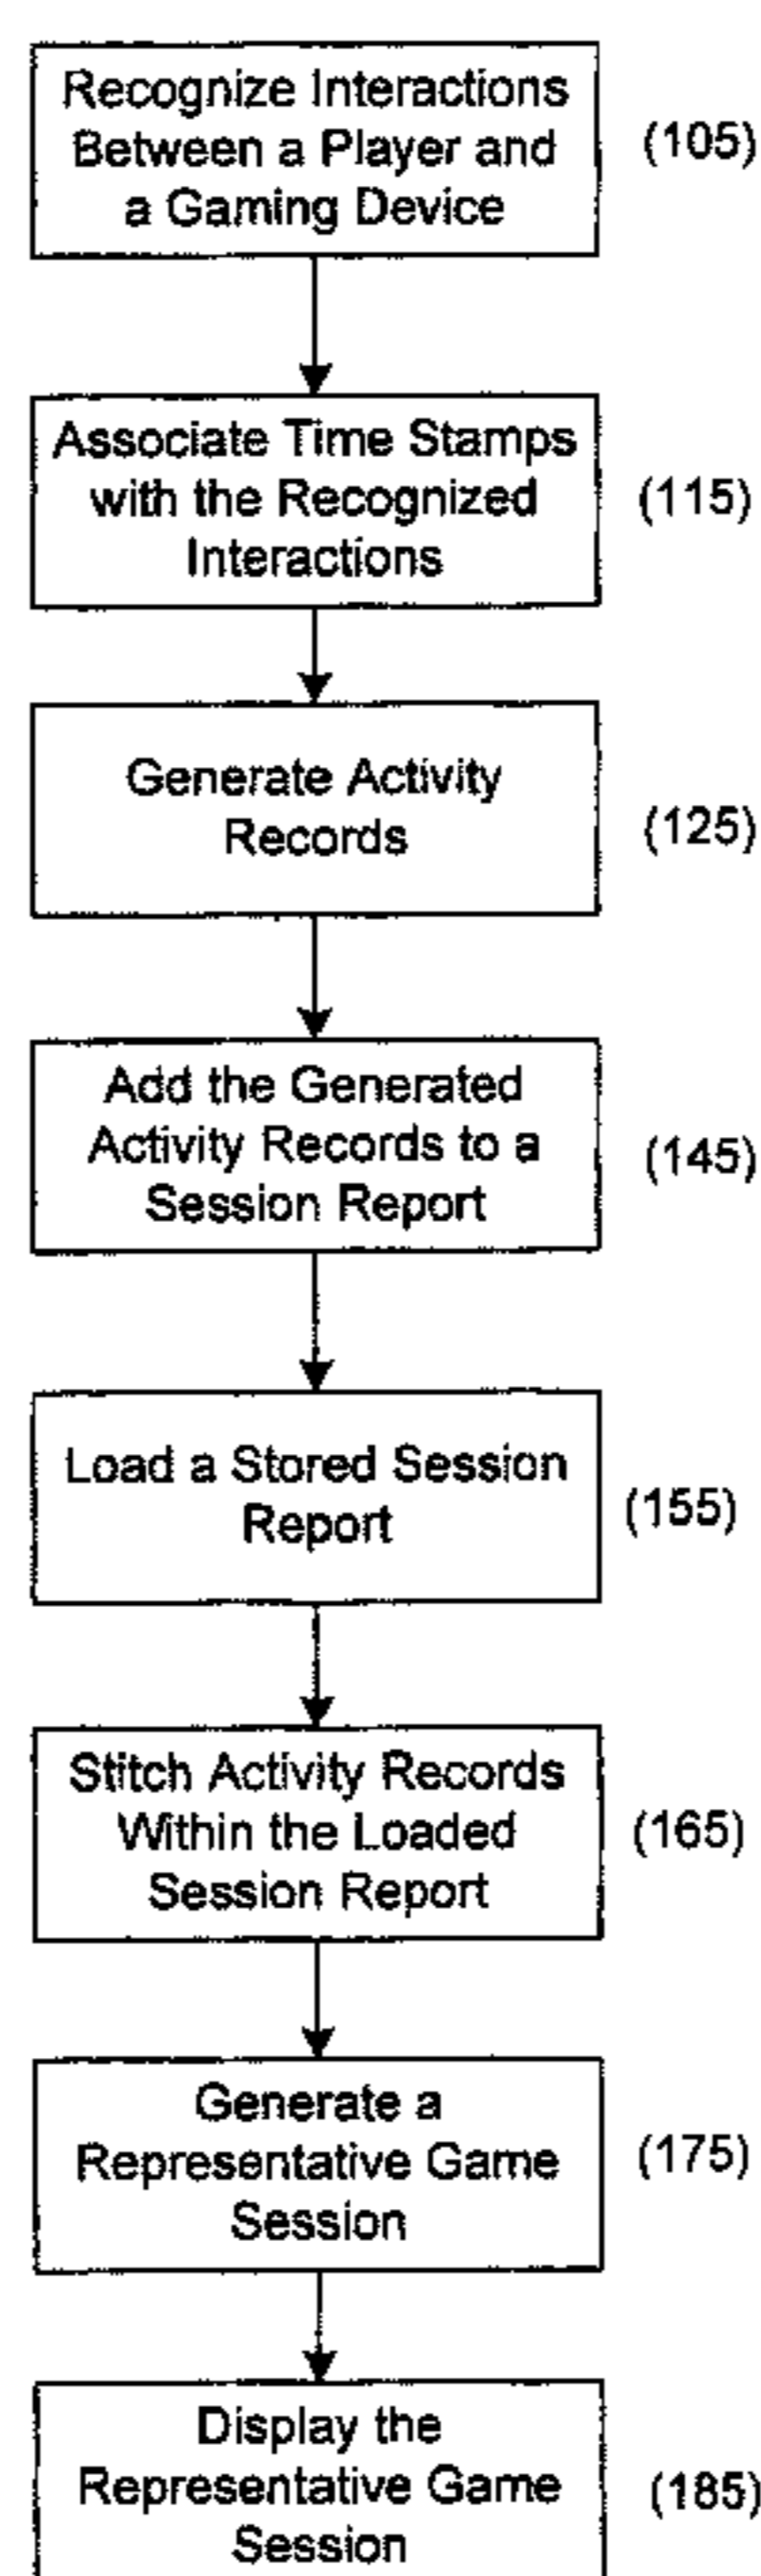 Recognize Interactions
Between a Player and
a Gaming Device
(105)
Associate Time Stamps
with the Recognized
Interactions
(115)
Generate Activity
Records
(125)
Add the Generated
Activity Records to a
Session Report
(145)
Load a Stored Session
Report
(155)
Stitch Activity Records
Within the Loaded
Session Report
(165)
Generate a
Representative Game
Session
(175)
Display the
Representative Game
Session
(185)